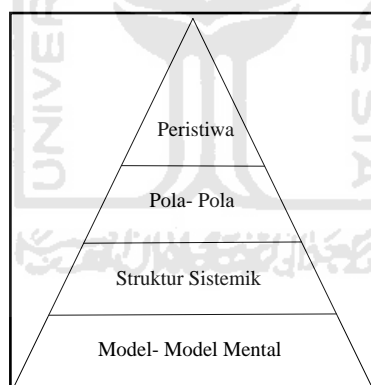 Peristiwa
Pola- Pola
Struktur Sistemik
Model- Model Mental